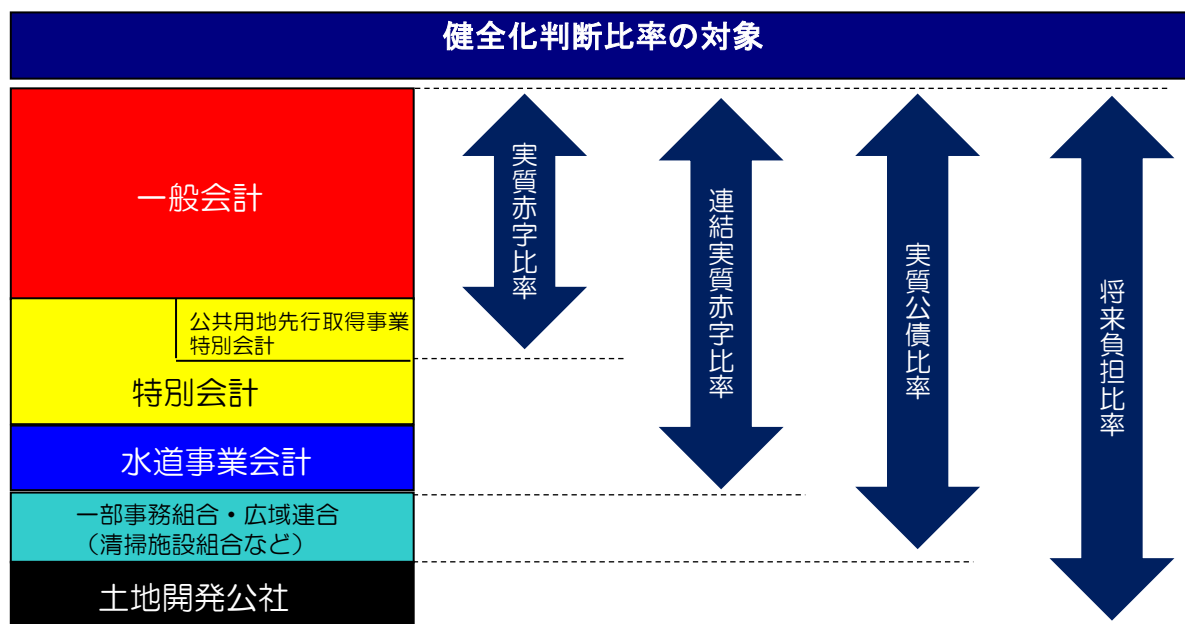 健全化判断比率の対象
一般会計
公共用地先行取得事業
特別会計
特別会計
水道事業会計
一部事務組合・広域連合
（清掃施設組合など）
土地開発公社
実質赤字比率
連結実質赤字比率
実質公債比率
将来負担比率